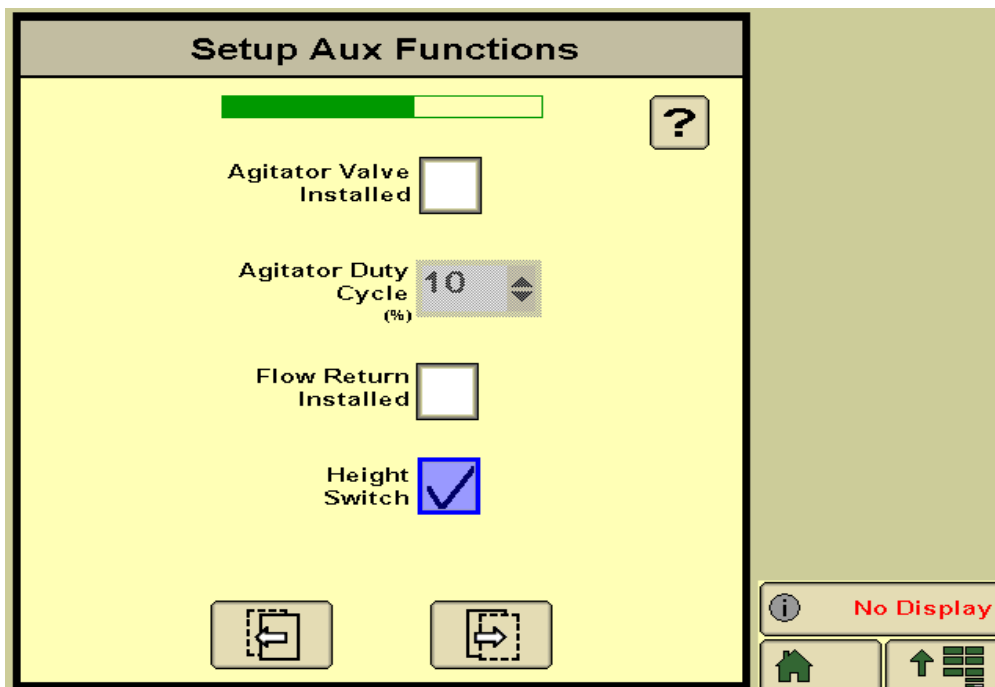 Setup Aux Functions
?
Agitator Valve
Installed
Agitator Duty
Cycle
(%)
10
Flow Return
Installed
Height
Switch
i
No Display